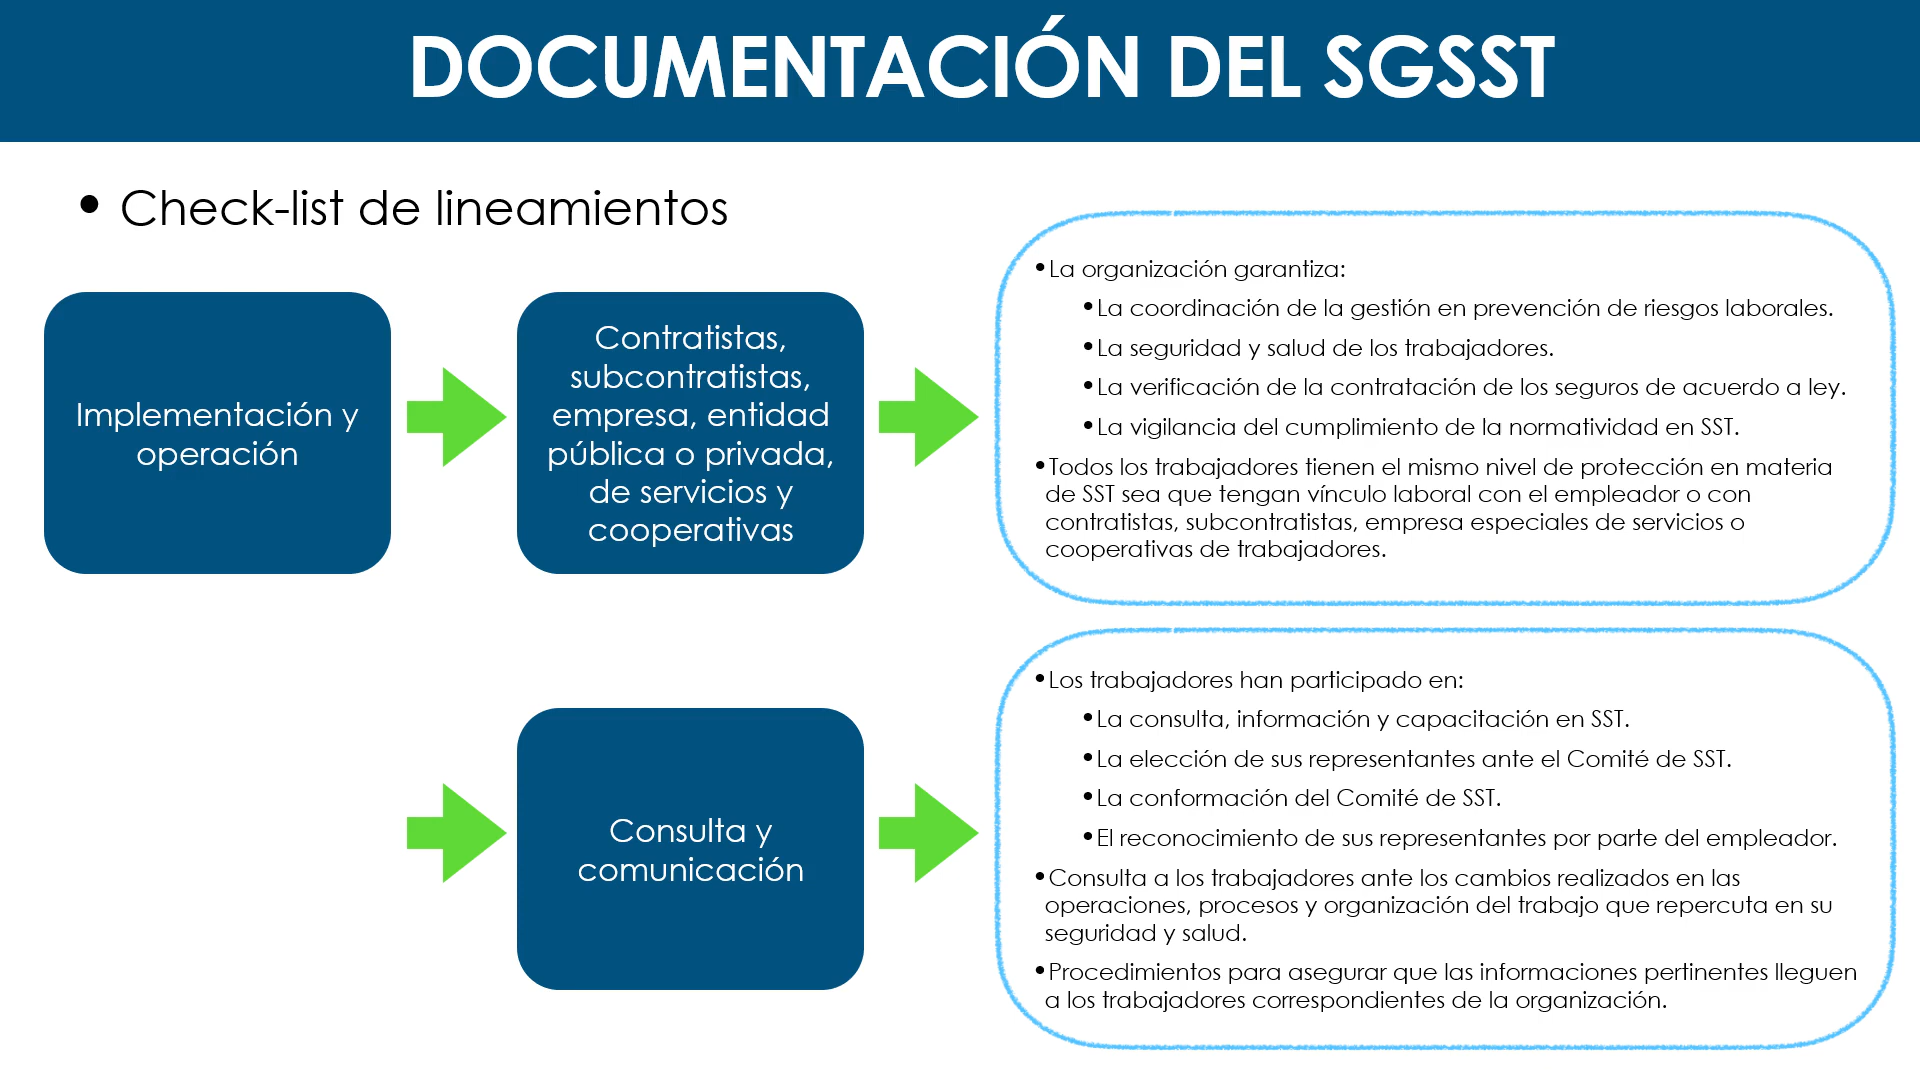 DOCUMENTACIÓN DEL SGSST
• Check-list de lineamientos
Implementación y
operación
Contratistas,
subcontratistas,
empresa, entidad
pública o privada,
de servicios y
cooperativas
•La organización garantiza:
•La coordinación de la gestión en prevención de riesgos laborales.
•La seguridad y salud de los trabajadores.
•La verificación de la contratación de los seguros de acuerdo a ley.
•La vigilancia del cumplimiento de la normatividad en SST.
•Todos los trabajadores tienen el mismo nivel de protección en materia
de SST sea que tengan vínculo laboral con el empleador o con
contratistas, subcontratistas, empresa especiales de servicios o
cooperativas de trabajadores.
Consulta y
comunicación
•Los trabajadores han participado en:
•La consulta, información y capacitación en SST.
•La elección de sus representantes ante el Comité de SST.
•La conformación del Comité de SST.
•El reconocimiento de sus representantes por parte del empleador.
•Consulta a los trabajadores ante los cambios realizados en las
operaciones, procesos y organización del trabajo que repercuta en su
seguridad y salud.
•Procedimientos para asegurar que las informaciones pertinentes lleguen
a los trabajadores correspondientes de la organización.